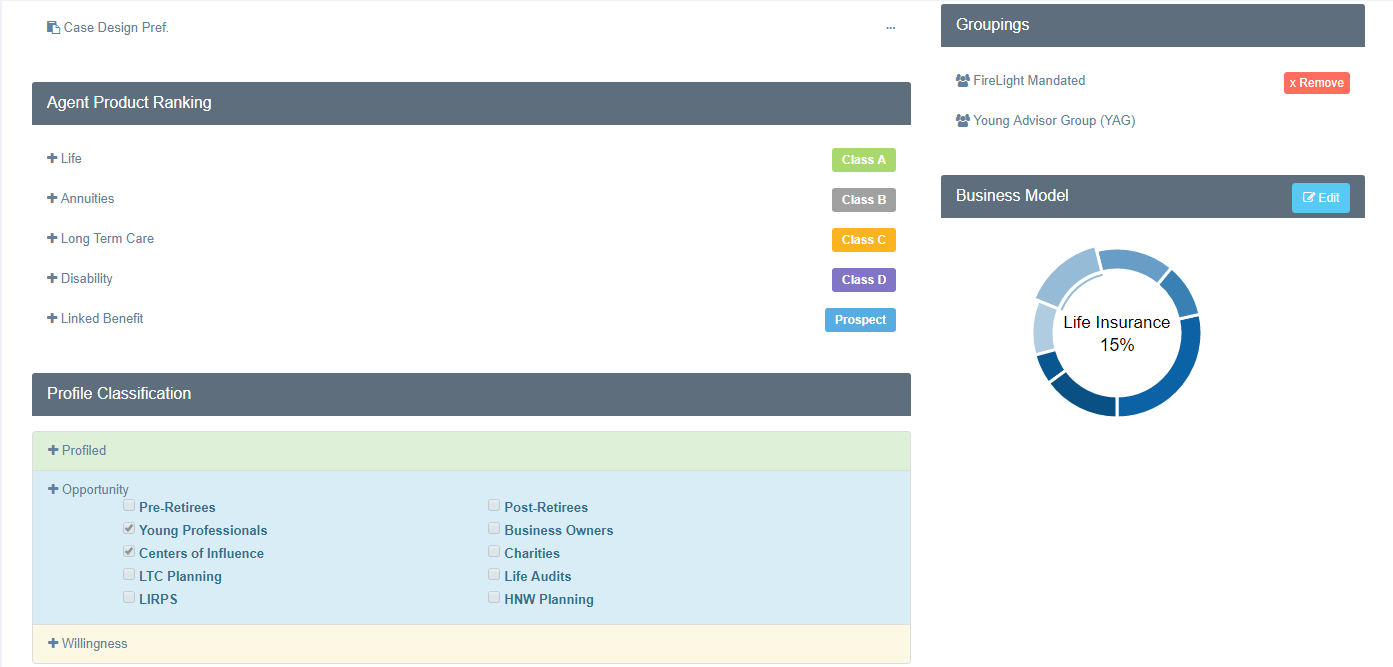 Case Design Pref.
...
Agent Product Ranking
Life Class A
Annuities Class B
Long Term Care Class C
Disability Class D
Linked Benefit Prospect
Profile Classification
Profiled
Opportunity
Pre-Retirees Post-Retirees
Young Professionals Business Owners
Centers of Influence Charities
LTC Planning Life Audits
LIRPS HNW Planning
Willingness
Groupings
FireLight Mandated x Remove
Young Advisor Group (YAG)
Business Model Edit
Life Insurance
15%